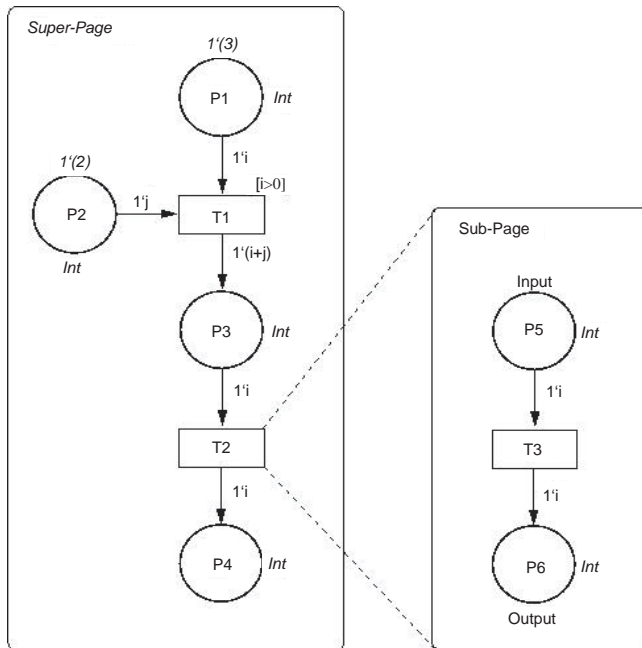 Super-Page
1‘(3)
P1
Int
1‘i
1‘(2)
[i>0]
P2
1‘j
T1
Int
1‘(i+j)
P3
Int
1‘i
T2
1‘i
P4
Int
Sub-Page
Input
P5
Int
1‘i
T3
1‘i
P6
Int
Output